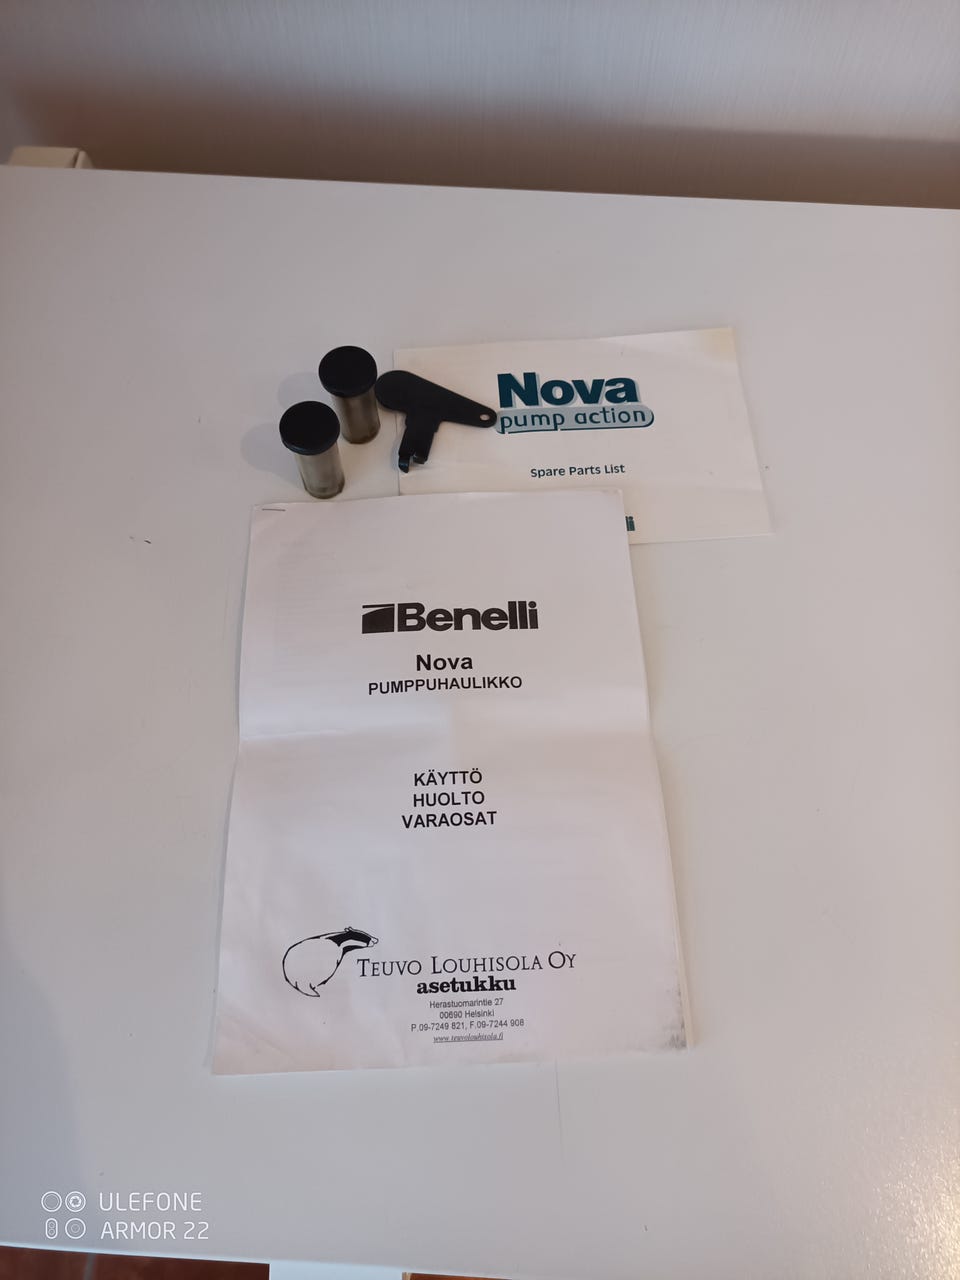 Nova
pump action
Spare Parts List
Benelli
Nova
PUMPPUHAULIKKO
KÄYTTÖ
HUOLTO
VARAOSAT
TEUVO LOUHISOLA OY
asetukku
Herastuomarintie 27
00690 Helsinki
P.09-7249 821, F.09-7244 908
www.teuvolouhisola.fi
ULEFONE
ARMOR 22